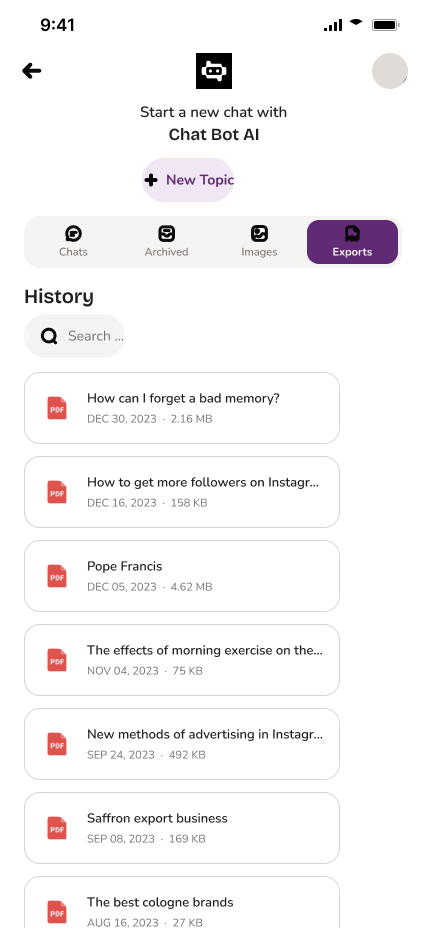 9:41
Start a new chat with
Chat Bot AI
New Topic
Chats
Archived
Images
Exports
History
Search ...
PDF
How can I forget a bad memory?
DEC 30, 2023 · 2.16 MB
PDF
How to get more followers on Instagr...
DEC 16, 2023 · 158 KB
PDF
Pope Francis
DEC 05, 2023 · 4.62 MB
PDF
The effects of morning exercise on the...
NOV 04, 2023 · 75 KB
PDF
New methods of advertising in Instagr...
SEP 24, 2023 · 492 KB
PDF
Saffron export business
SEP 08, 2023 · 169 KB
PDF
The best cologne brands
AUG 16, 2023 · 27 KB